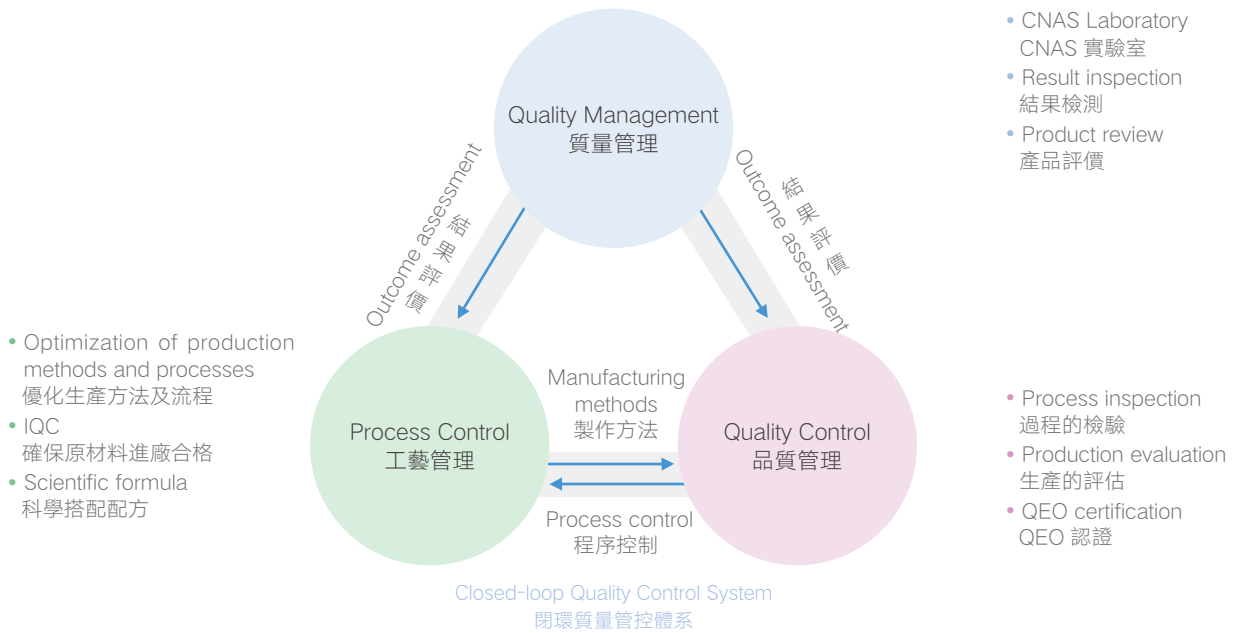 • CNAS Laboratory
CNAS 實驗室
• Result inspection
結果檢測
• Product review
產品評價
Quality Management
質量管理
Outcome assessment
結果評價
結果評價
Outcome assessment
• Optimization of production
methods and processes
優化生產方法及流程
• IQC
確保原材料進廠合格
• Scientific formula
科學搭配配方
Process Control
工藝管理
Manufacturing
methods
製作方法
Process control
程序控制
Quality Control
品質管理
• Process inspection
過程的檢驗
• Production evaluation
生產的評估
• QEO certification
QEO 認證
Closed-loop Quality Control System
閉環質量管控體系